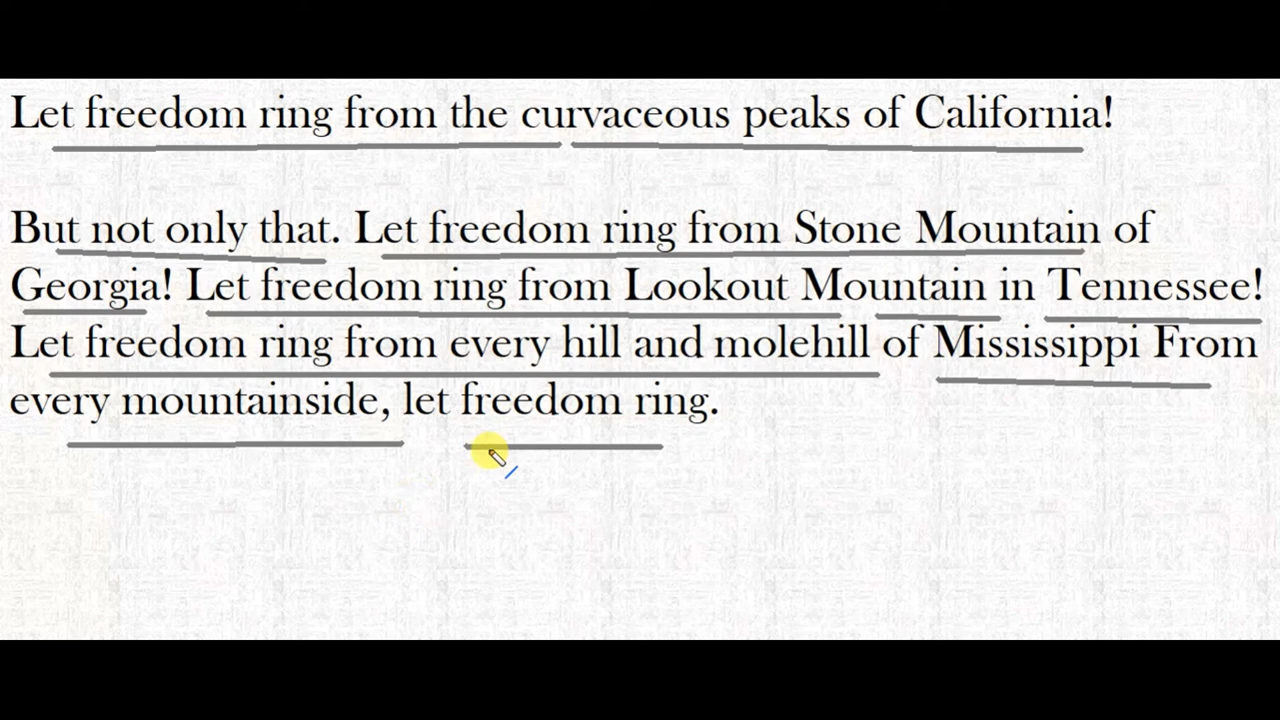 Let freedom ring from the curvaceous peaks of California!
But not only that. Let freedom ring from Stone Mountain of
Georgia! Let freedom ring from Lookout Mountain in Tennessee!
Let freedom ring from every hill and molehill of Mississippi From
every mountainside, let freedom ring.